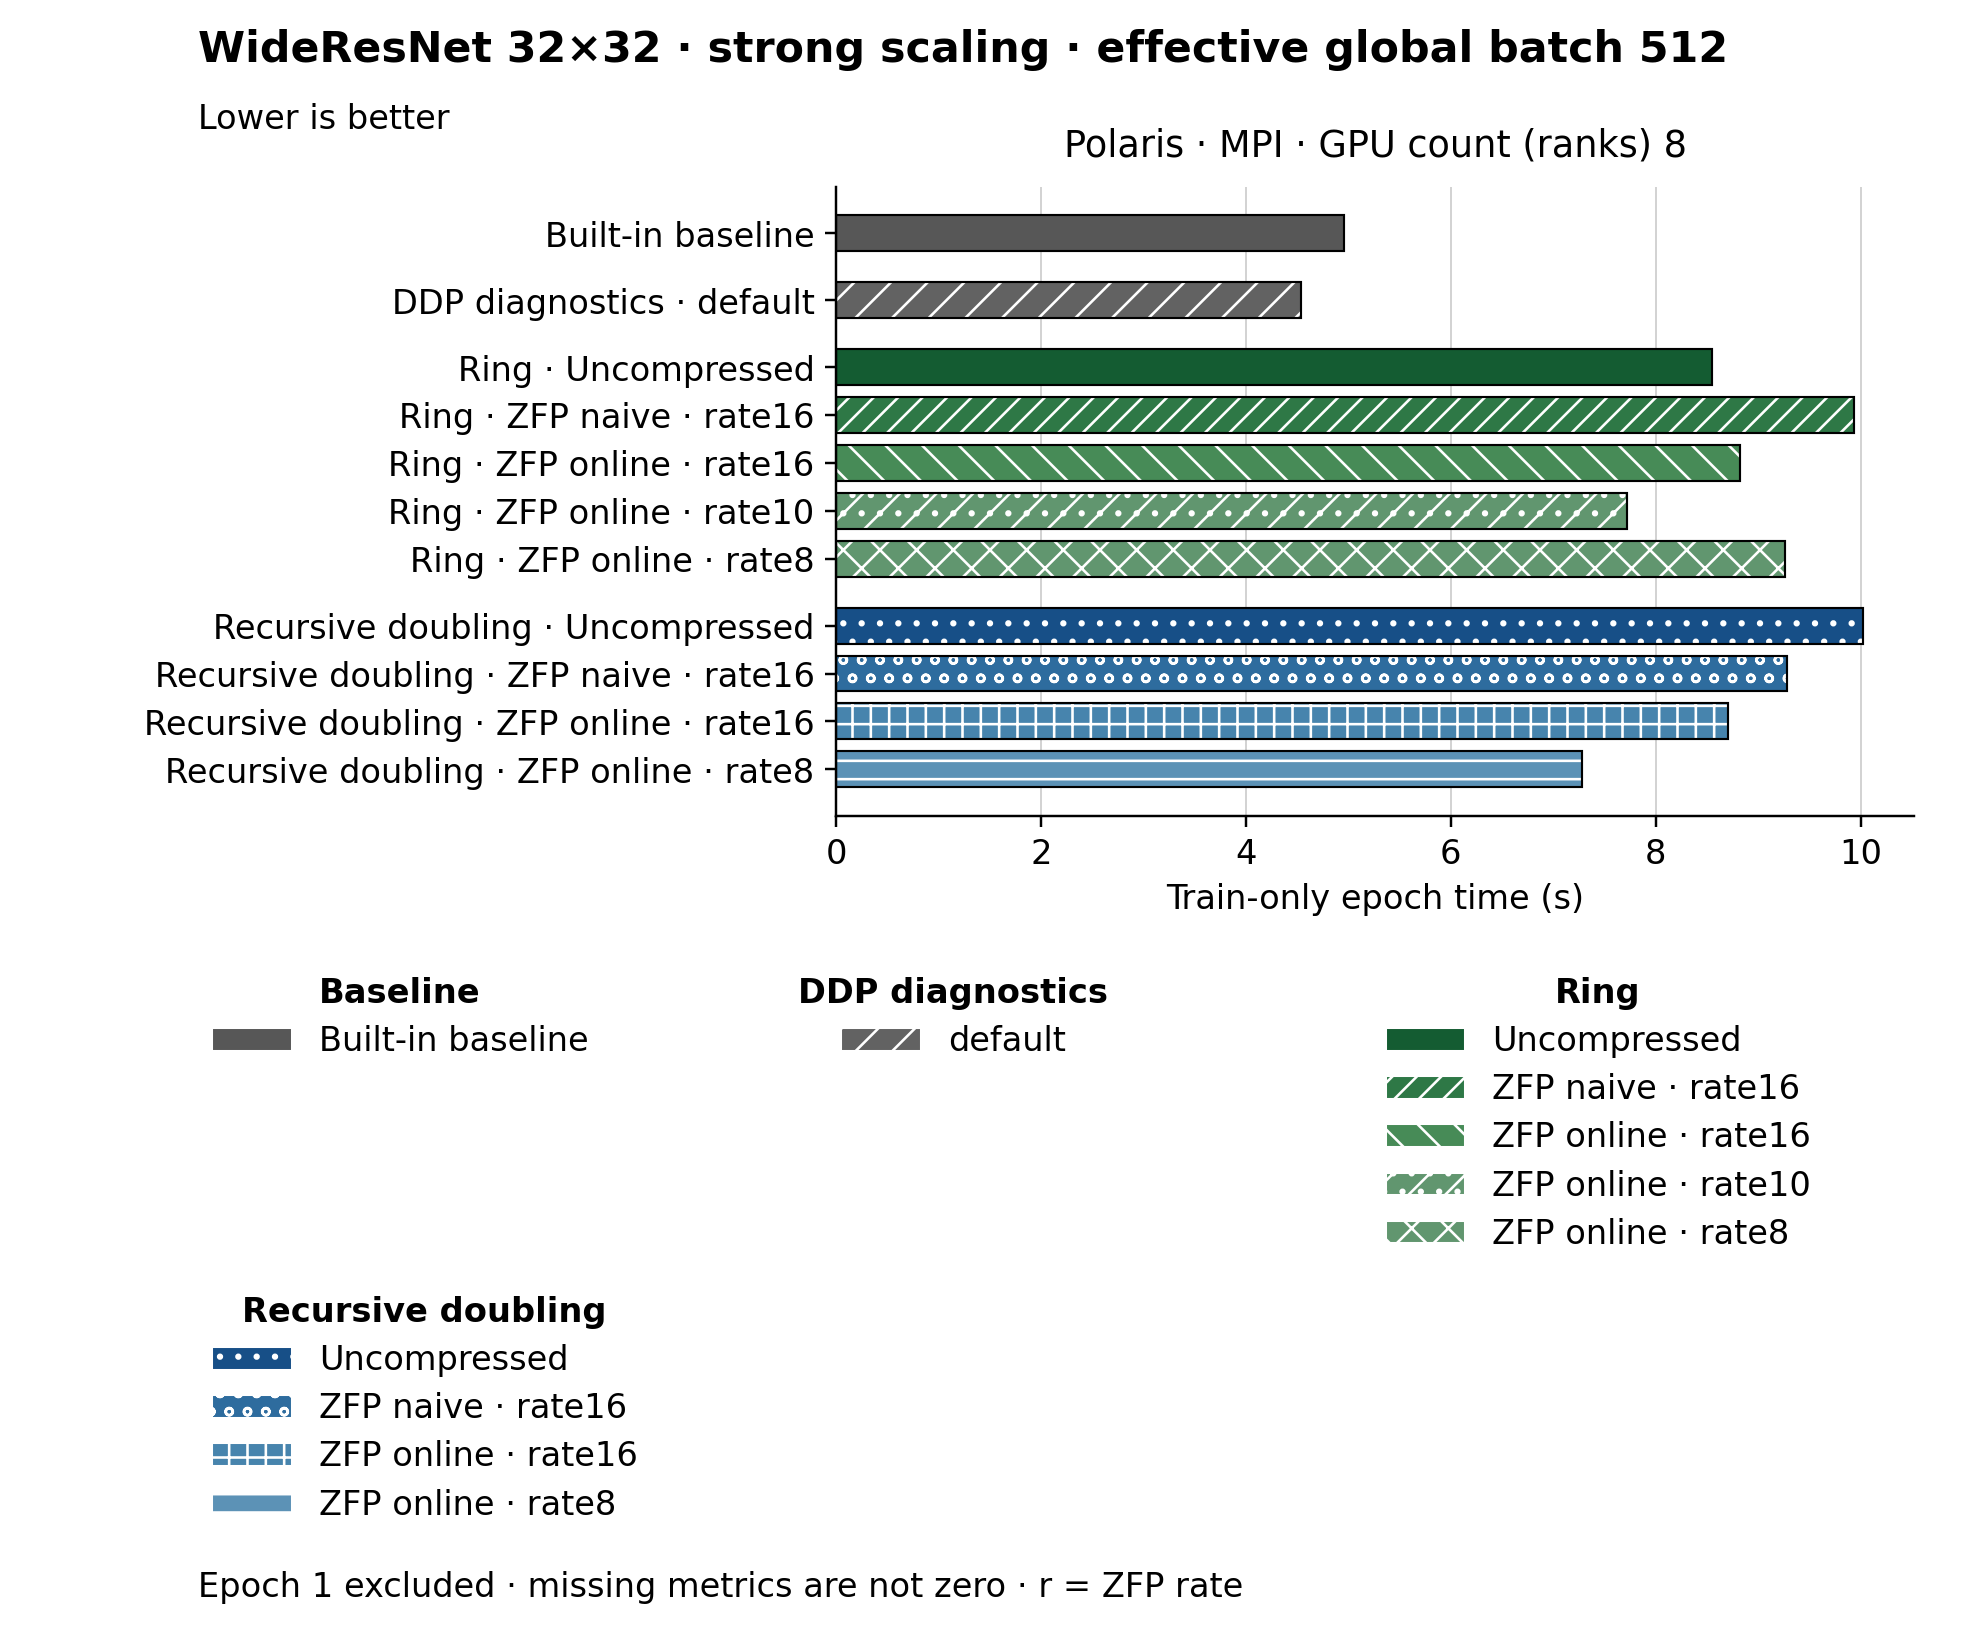 WideResNet 32×32 · strong scaling · effective global batch 512
Lower is better
Polaris · MPI · GPU count (ranks) 8
Built-in baseline
DDP diagnostics · default
Ring · Uncompressed
Ring · ZFP naive · rate16
Ring · ZFP online · rate16
Ring · ZFP online · rate10
Ring · ZFP online · rate8
Recursive doubling · Uncompressed
Recursive doubling · ZFP naive · rate16
Recursive doubling · ZFP online · rate16
Recursive doubling · ZFP online · rate8
0 2 4 6 8 10
Train-only epoch time (s)
Baseline
Built-in baseline
DDP diagnostics
default
Ring
Uncompressed
ZFP naive · rate16
ZFP online · rate16
ZFP online · rate10
ZFP online · rate8
Recursive doubling
Uncompressed
ZFP naive · rate16
ZFP online · rate16
ZFP online · rate8
Epoch 1 excluded · missing metrics are not zero · r = ZFP rate